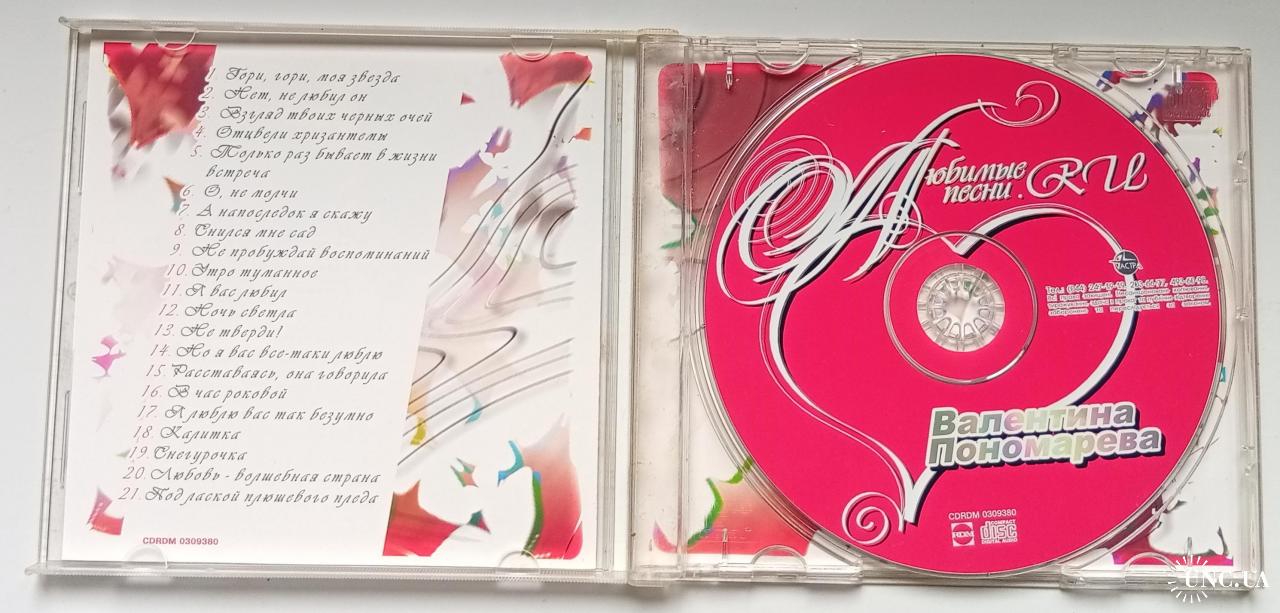 1. Гори, гори, моя звезда
2. Нет, не любил он
3. Взгляд твоих черных очей
4. Отцвели хризантемы
5. Только раз бывает в жизни
встреча
6. О, не молчи
7. А напоследок я скажу
8. Снился мне сад
9. Не пробуждай воспоминаний
10. Утро туманное
11. Я вас любил
12. Ночь светла
13. Не тверди!
14. Но я вас все-таки люблю
15. Расставаясь, она говорила
16. В час роковой
17. Я люблю вас так безумно
18. Калитка
19. Снегурочка
20. Любовь - волшебная страна
21. Под лаской плюшевого пледа
CDRDM 0309380
Любимые
песни .RU
АСТРА
Тел.: (044)
Валентина
Пономарева
CDRDM 0309380
RDM
COMPACT
disc
DIGITAL AUDIO
UNC.UA